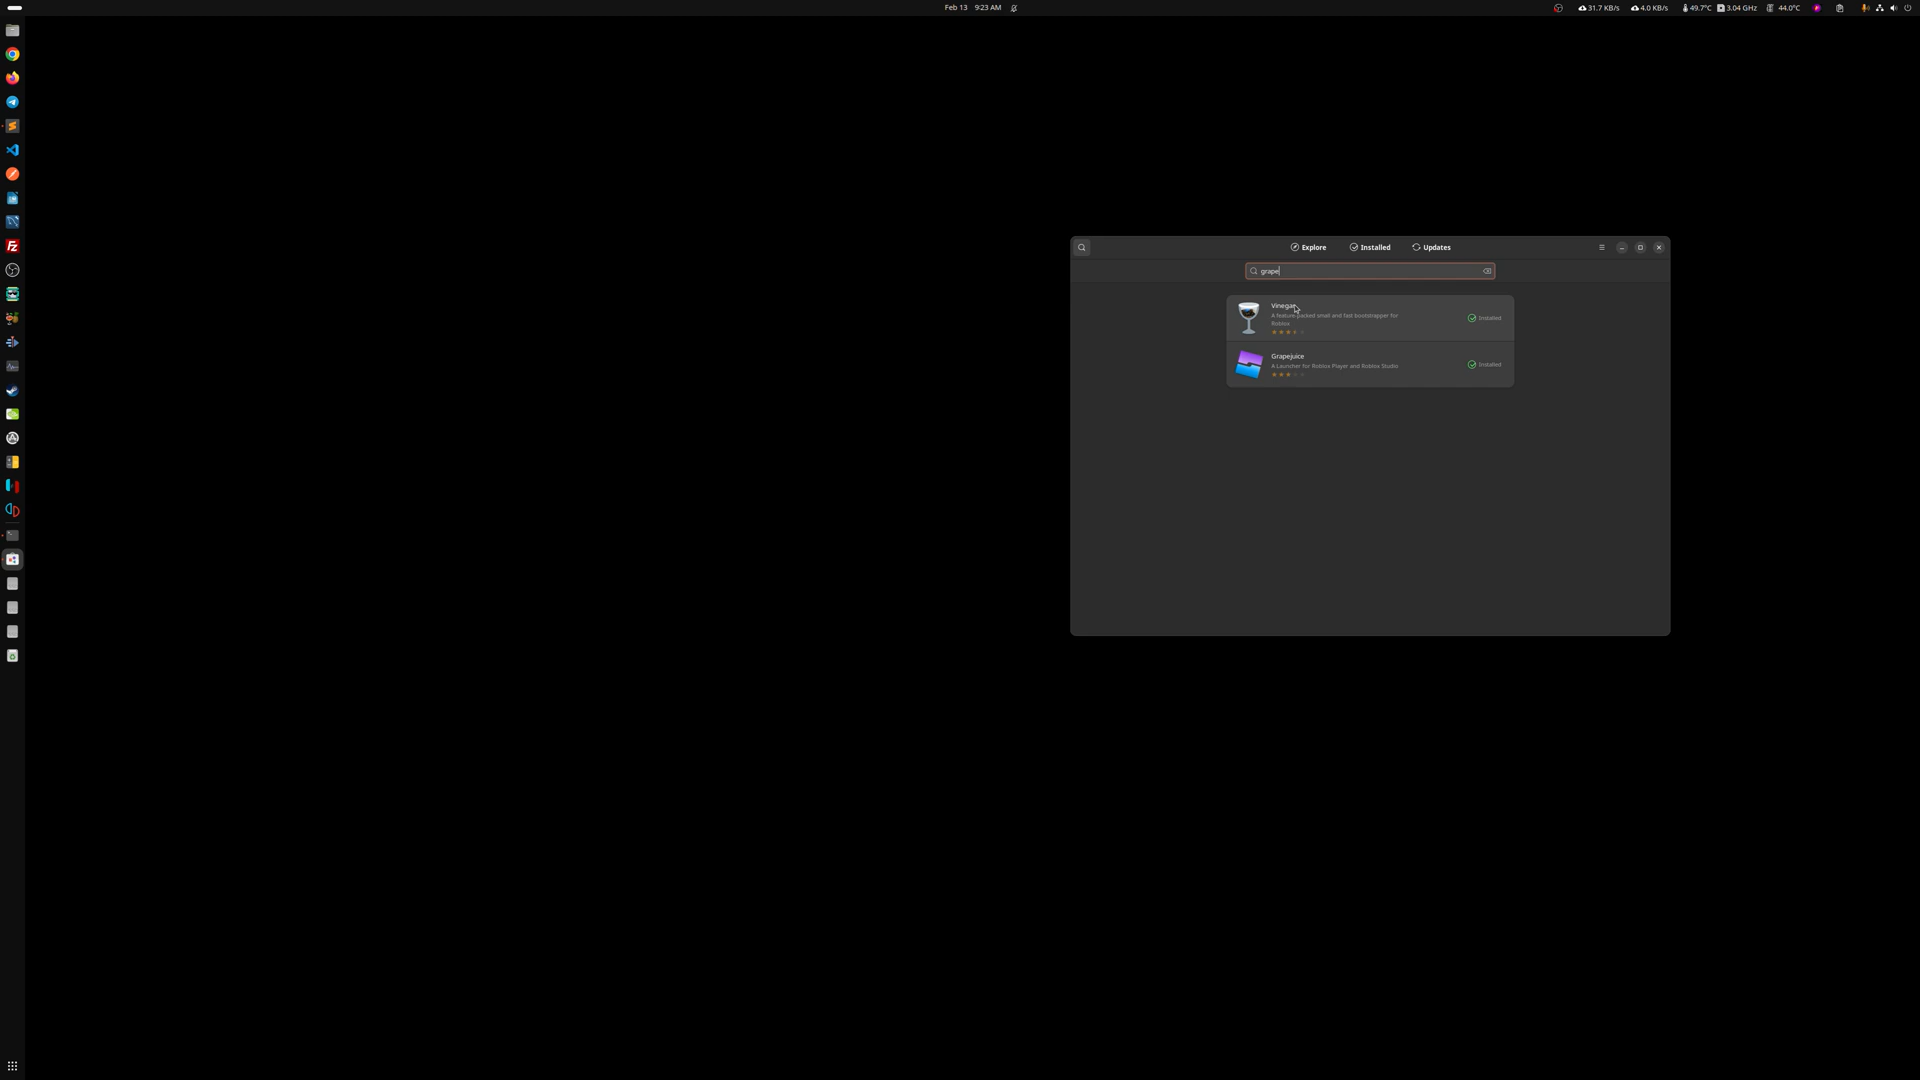 Feb 13 9:23 AM
31.7 KB/s 4.0 KB/s 49.7°C 3.04 GHz 44.0°C
Explore Installed Updates
grape
Vinegar
A feature-packed small and fast bootstrapper for
Roblox
Installed
Grapejuice
A Launcher for Roblox Player and Roblox Studio
Installed